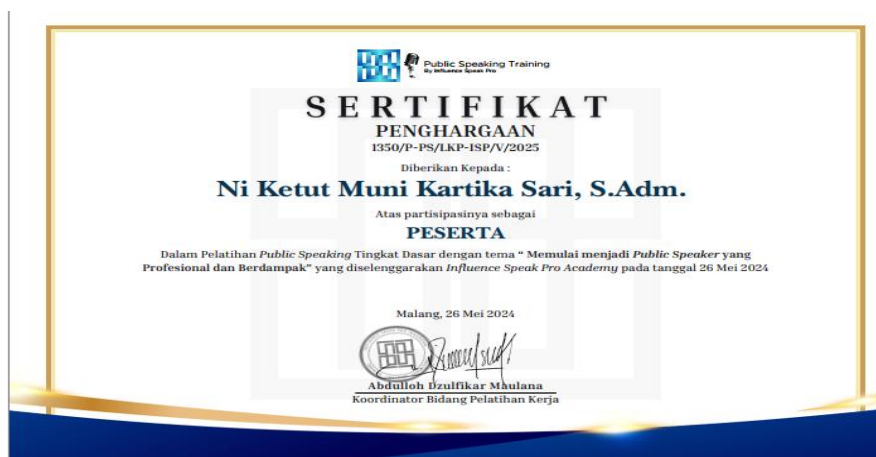 Public Speaking Training
By Influence Speak Pro
SERTIFIKAT
PENGHARGAAN
1350/P-PS/LKP-ISP/V/2025
Diberikan Kepada :
Ni Ketut Muni Kartika Sari, S.Adm.
Atas partisipasinya sebagai
PESERTA
Dalam Pelatihan Public Speaking Tingkat Dasar dengan tema “ Memulai menjadi Public Speaker yang
Profesional dan Berdampak” yang diselenggarakan Influence Speak Pro Academy pada tanggal 26 Mei 2024
Malang, 26 Mei 2024
Abdulloh Dzulfikar Maulana
Koordinator Bidang Pelatihan Kerja